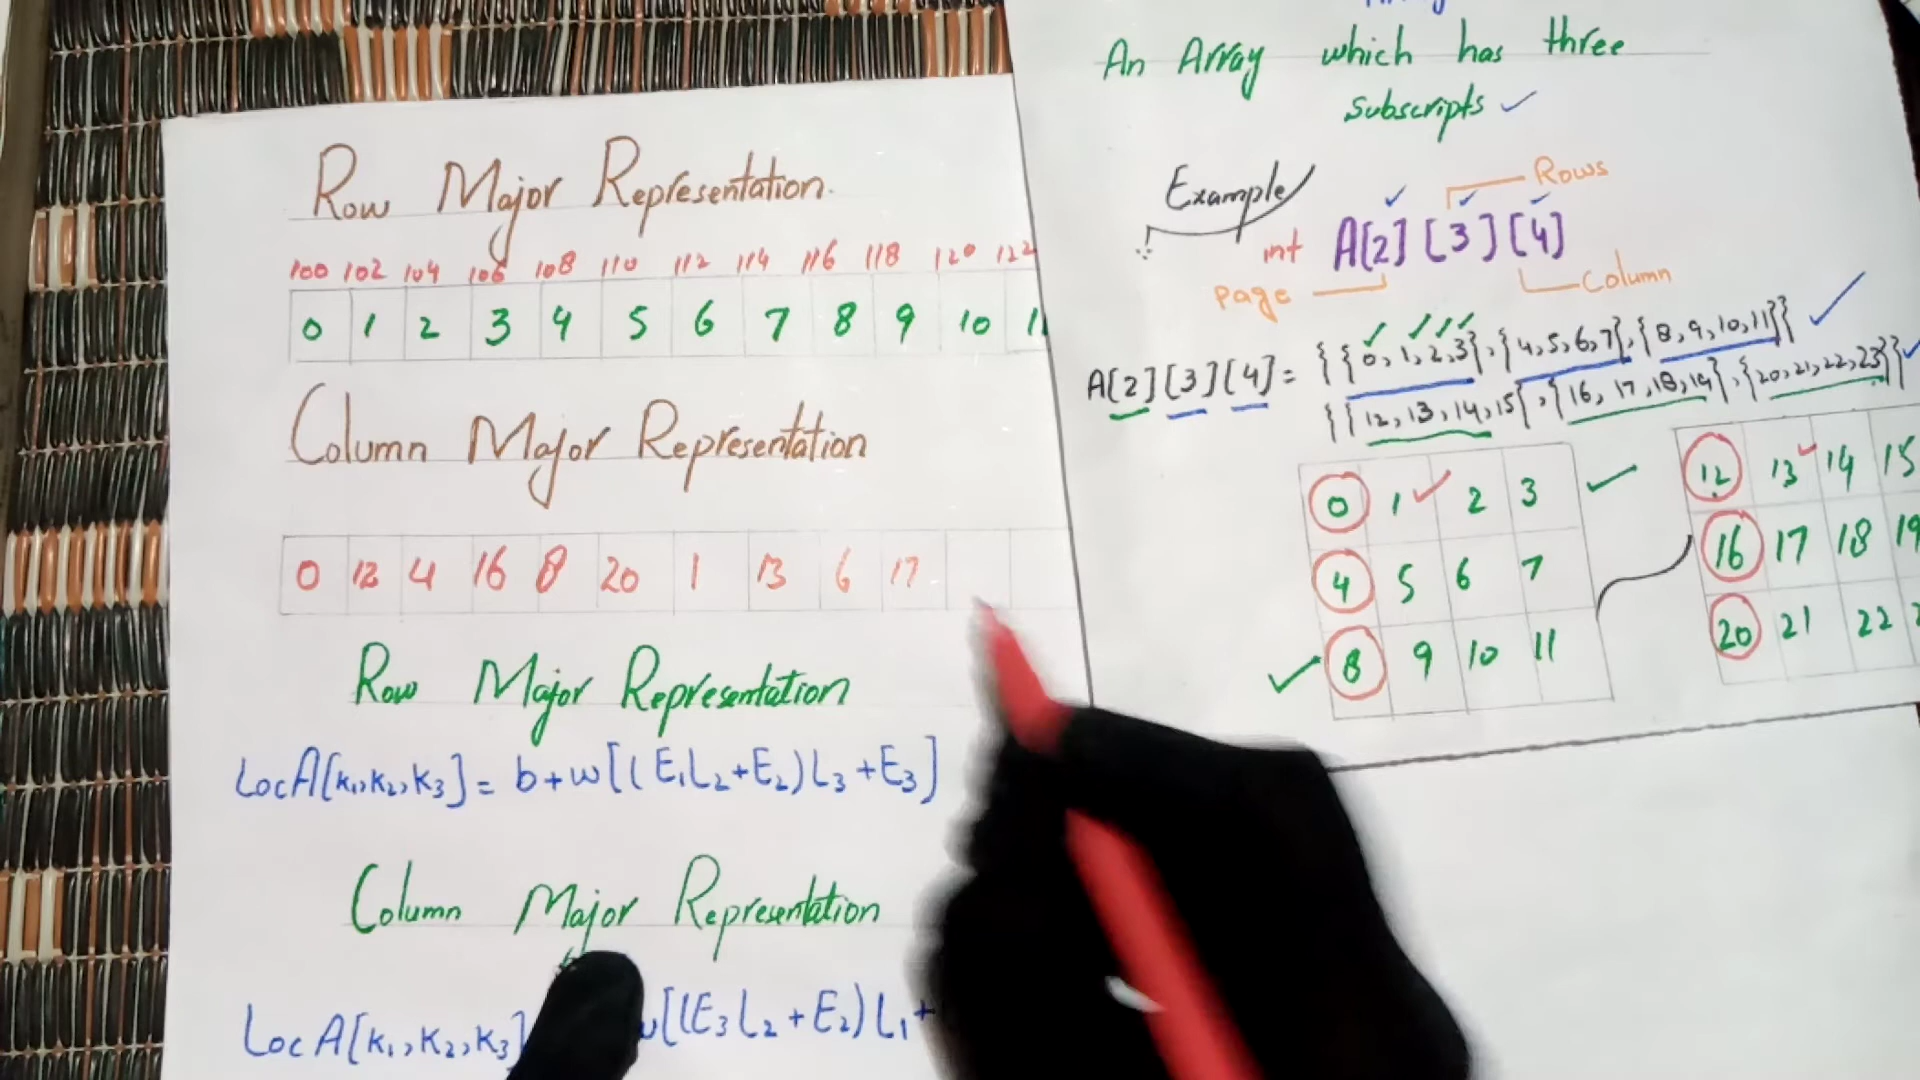 Row Major Representation.
100 102 104 106 108 110 112 114 116 118 120 122
0 1 2 3 4 5 6 7 8 9 10
Column Major Representation
0 12 4 16 8 20 1 13 6 17
Row Major Representation
LocA[K₁,K₂,K₃] = b+w[(E₁L₂+E₂)L₃+E₃]
Column Major Representation
LocA[K₁,K₂,K₃] [(E₃L₂+E₂)L₁+
An Array which has three
subscripts ✓
Example
Rows
int A[2][3][4]
page
Column
A[2][3][4] = {{0,1,2,3},{4,5,6,7},{8,9,10,11}}
{{12,13,14,15},{16,17,18,19},{20,21,22,23}}
0 1 2 3
4 5 6 7
8 9 10 11
12 13 14 15
16 17 18 19
20 21 22